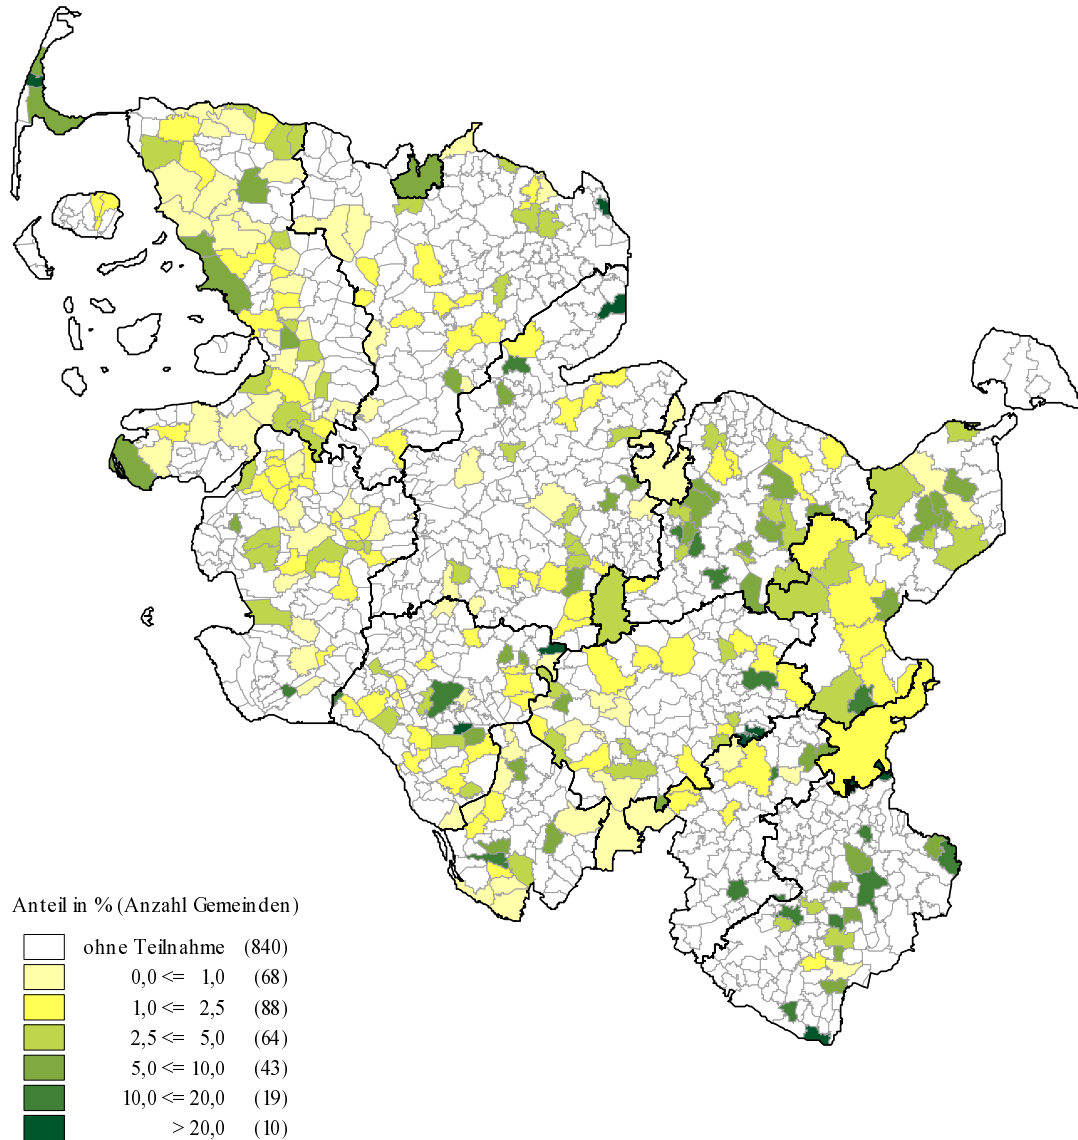 Anteil in % (Anzahl Gemeinden)
ohne Teilnahme (840)
0,0 <= 1,0 (68)
1,0 <= 2,5 (88)
2,5 <= 5,0 (64)
5,0 <= 10,0 (43)
10,0 <= 20,0 (19)
> 20,0 (10)